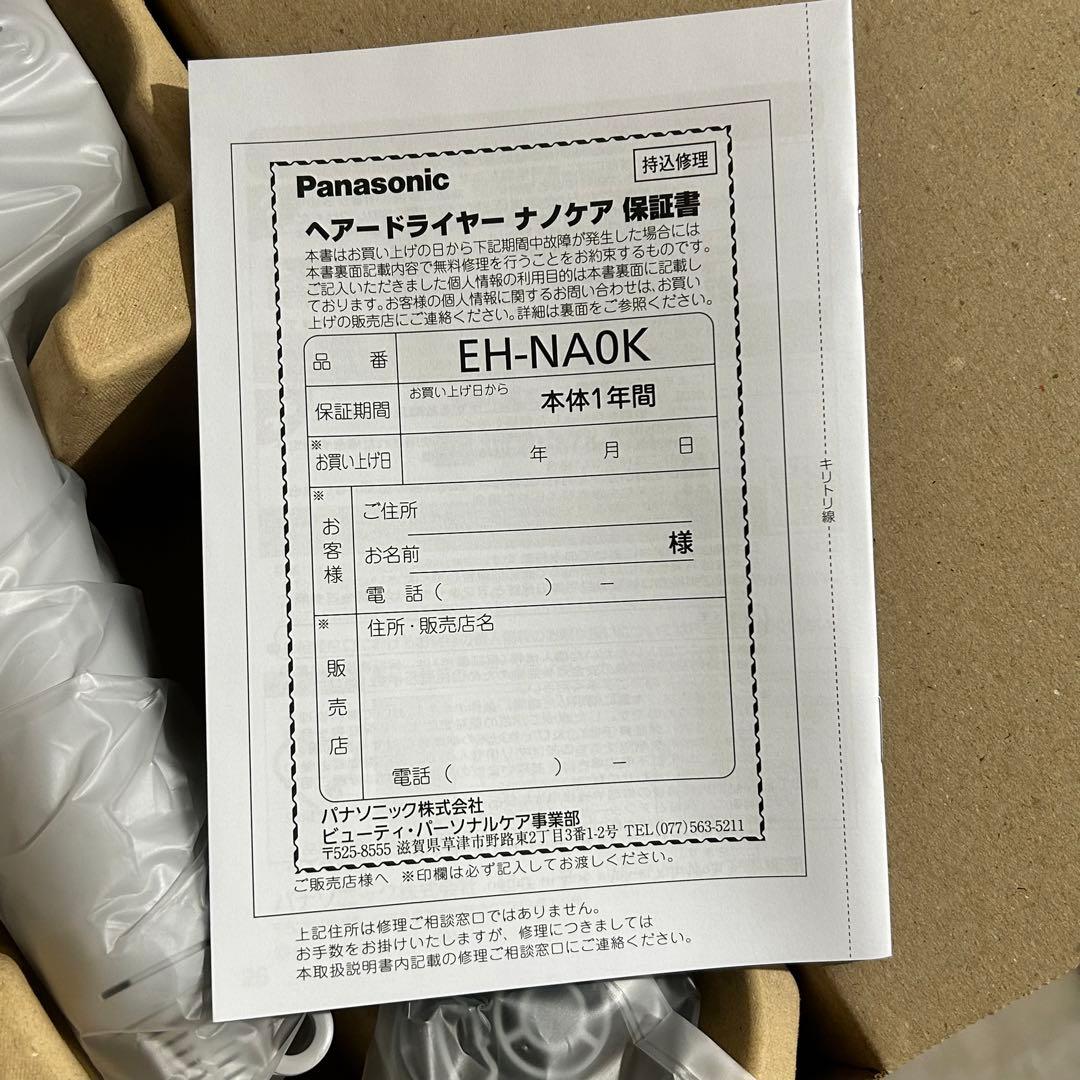 持込修理
Panasonic
ヘアードライヤー ナノケア 保証書
本書はお買い上げの日から下記期間中故障が発生した場合には
本書裏面記載内容で無料修理を行うことをお約束するものです。
ご記入いただきました個人情報の利用目的は本書裏面に記載し
ております。お客様の個人情報に関するお問い合わせは、お買い
上げの販売店にご連絡ください。詳細は裏面をご参照ください。
品 番 EH-NA0K
保証期間 お買い上げ日から 本体1年間
※お買い上げ日 年 月 日
※
お客様
ご住所
お名前 様
電 話 ( ) −
※
販売店
住所・販売店名
電話 ( ) −
パナソニック株式会社
ビューティ・パーソナルケア事業部
〒525-8555 滋賀県草津市野路東2丁目3番1-2号 TEL (077) 563-5211
ご販売店様へ ※印欄は必ず記入してお渡しください。
上記住所は修理ご相談窓口ではありません。
お手数をお掛けいたしますが、修理につきましては
本取扱説明書内記載の修理ご相談窓口にご連絡ください。
キリトリ線